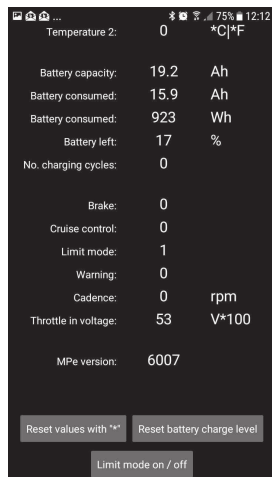 ... 75% 12:12
Temperature 2: 0 *C|*F
Battery capacity: 19.2 Ah
Battery consumed: 15.9 Ah
Battery consumed: 923 Wh
Battery left: 17 %
No. charging cycles: 0
Brake: 0
Cruise control: 0
Limit mode: 1
Warning: 0
Cadence: 0 rpm
Throttle in voltage: 53 V*100
MPe version: 6007
Reset values with "*" Reset battery charge level
Limit mode on / off